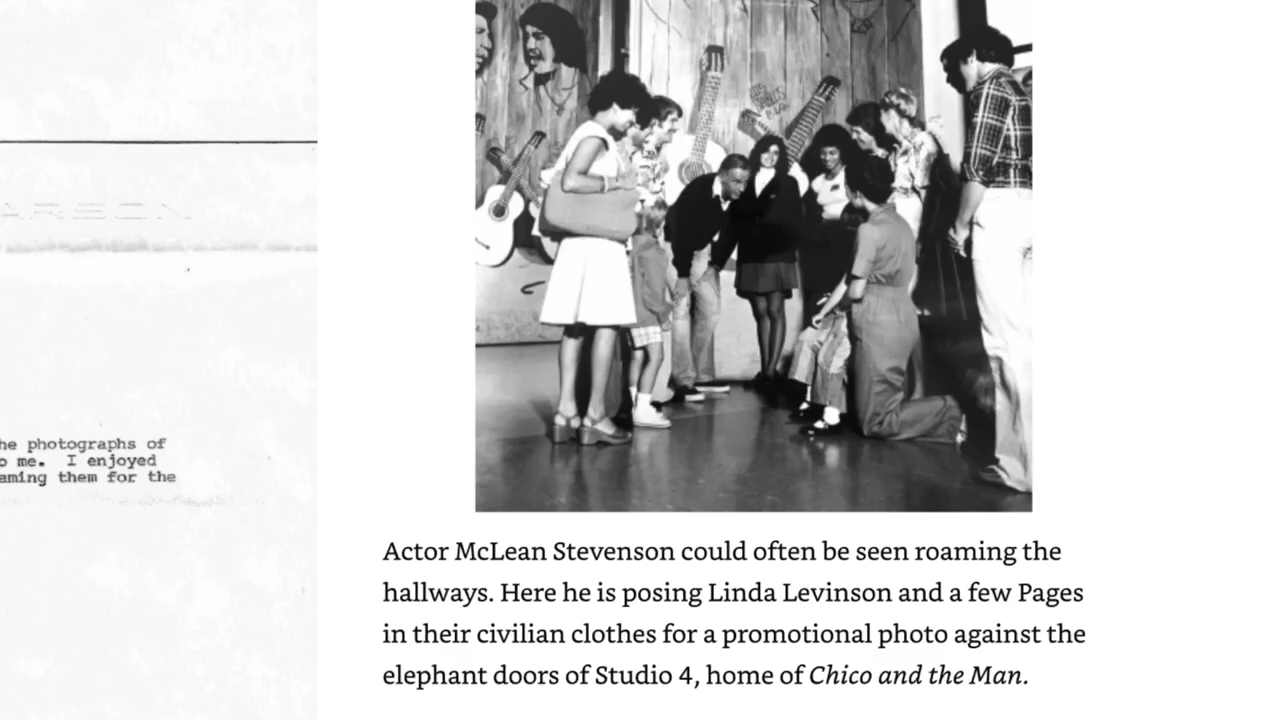 ARSON
he photographs of
o me. I enjoyed
aming them for the
Actor McLean Stevenson could often be seen roaming the
hallways. Here he is posing Linda Levinson and a few Pages
in their civilian clothes for a promotional photo against the
elephant doors of Studio 4, home of Chico and the Man.